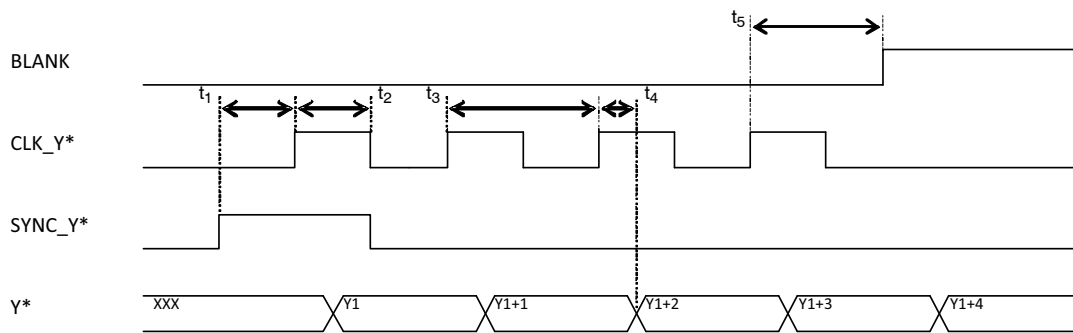 t5
BLANK
t1 t2 t3 t4
CLK_Y*
SYNC_Y*
Y* XXX Y1 Y1+1 Y1+2 Y1+3 Y1+4